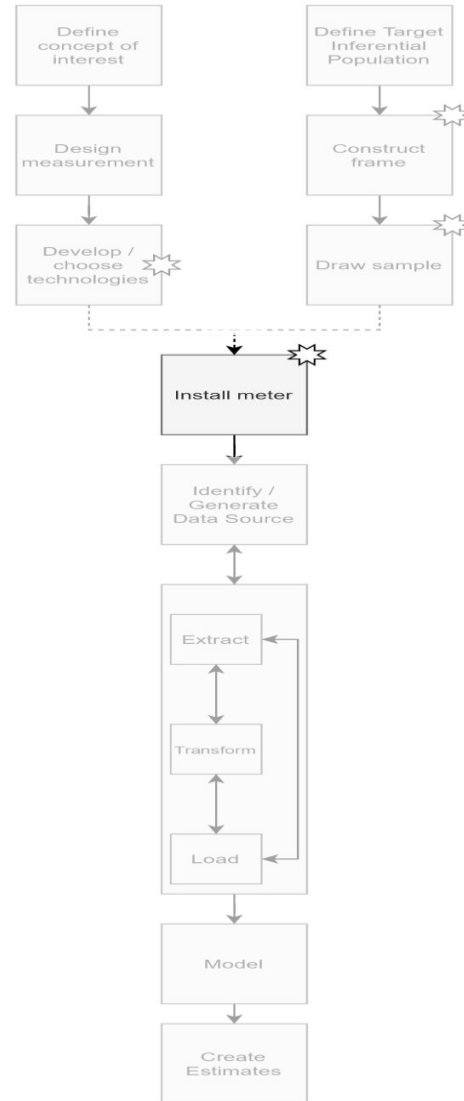 Define
concept of
interest
Define Target
Inferential
Population
Design
measurement
Construct
frame
Develop /
choose
technologies
Draw sample
Install meter
Identify /
Generate
Data Source
Extract
Transform
Load
Model
Create
Estimates